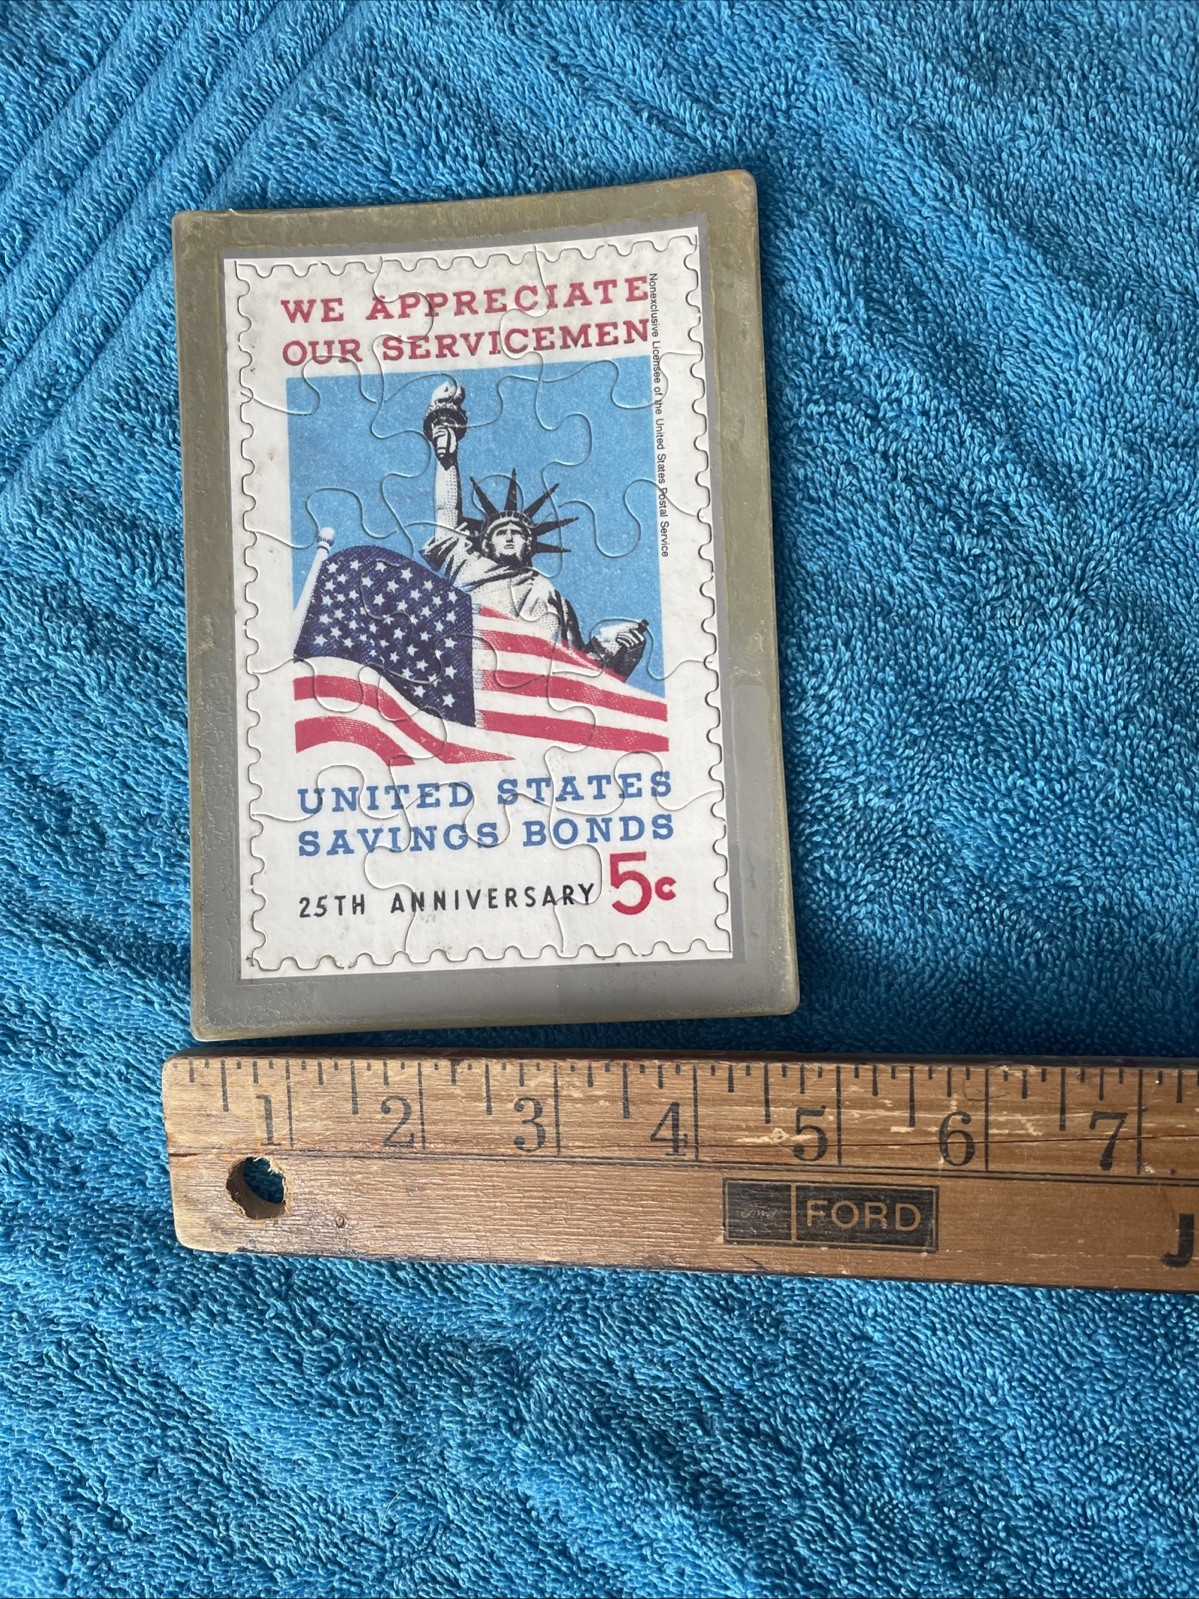 WE APPRECIATE
OUR SERVICEMEN
Nonexclusive Licensee of the United States Postal Service
UNITED STATES
SAVINGS BONDS
25TH ANNIVERSARY 5c
1 2 3 4 5 6 7
Ford FORD
J